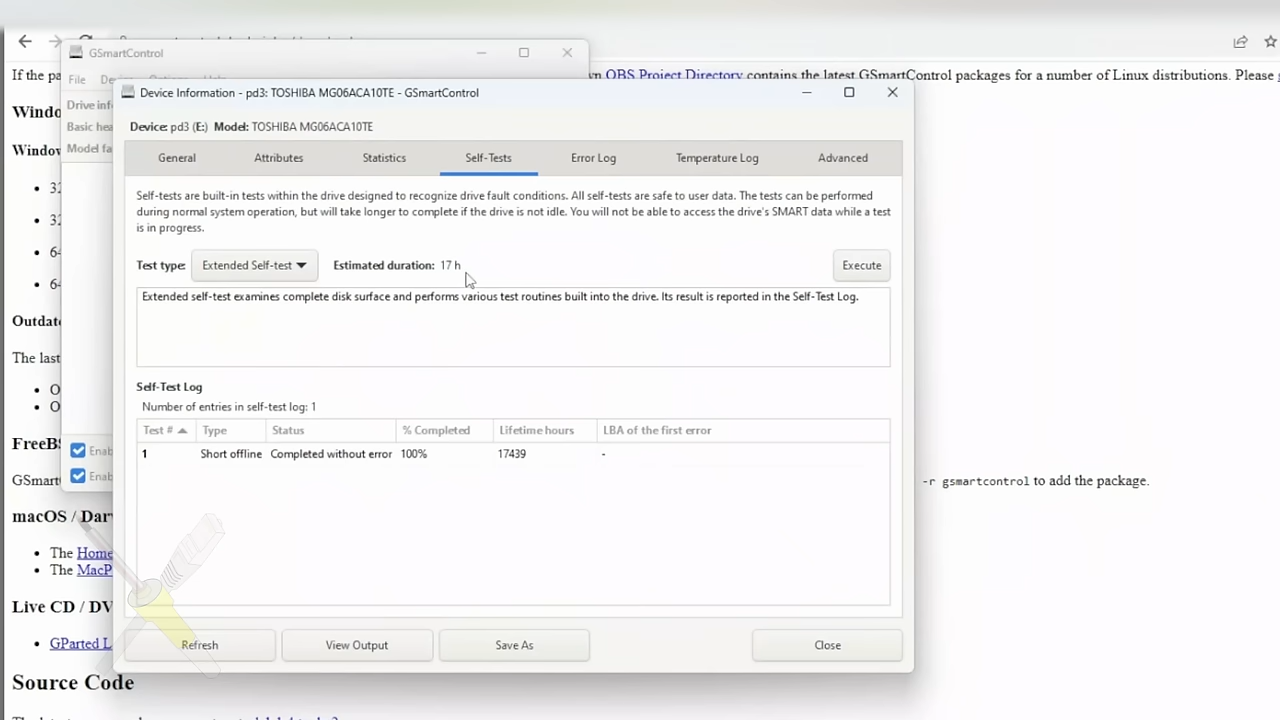 GSmartControl
File
Help
If the pa
OBS Project Directory contains the latest GSmartControl packages for a number of Linux distributions. Please
Device Information - pd3: TOSHIBA MG06ACA10TE - GSmartControl
Windo
Drive in
Basic hea
Model fa
Window
Device: pd3 (E:) Model: TOSHIBA MG06ACA10TE
General Attributes Statistics Self-Tests Error Log Temperature Log Advanced
Self-tests are built-in tests within the drive designed to recognize drive fault conditions. All self-tests are safe to user data. The tests can be performed
during normal system operation, but will take longer to complete if the drive is not idle. You will not be able to access the drive's SMART data while a test
is in progress.
Test type: Extended Self-test Estimated duration: 17 h Execute
Extended self-test examines complete disk surface and performs various test routines built into the drive. Its result is reported in the Self-Test Log.
Outdate
The last
Self-Test Log
Number of entries in self-test log: 1
Test # Type Status % Completed Lifetime hours LBA of the first error
1 Short offline Completed without error 100% 17439 -
FreeBS
Enab
Enab
GSmart
-r gsmartcontrol to add the package.
macOS / Dar
The Home
The MacP
Live CD / DV
GParted L
Refresh View Output Save As Close
Source Code